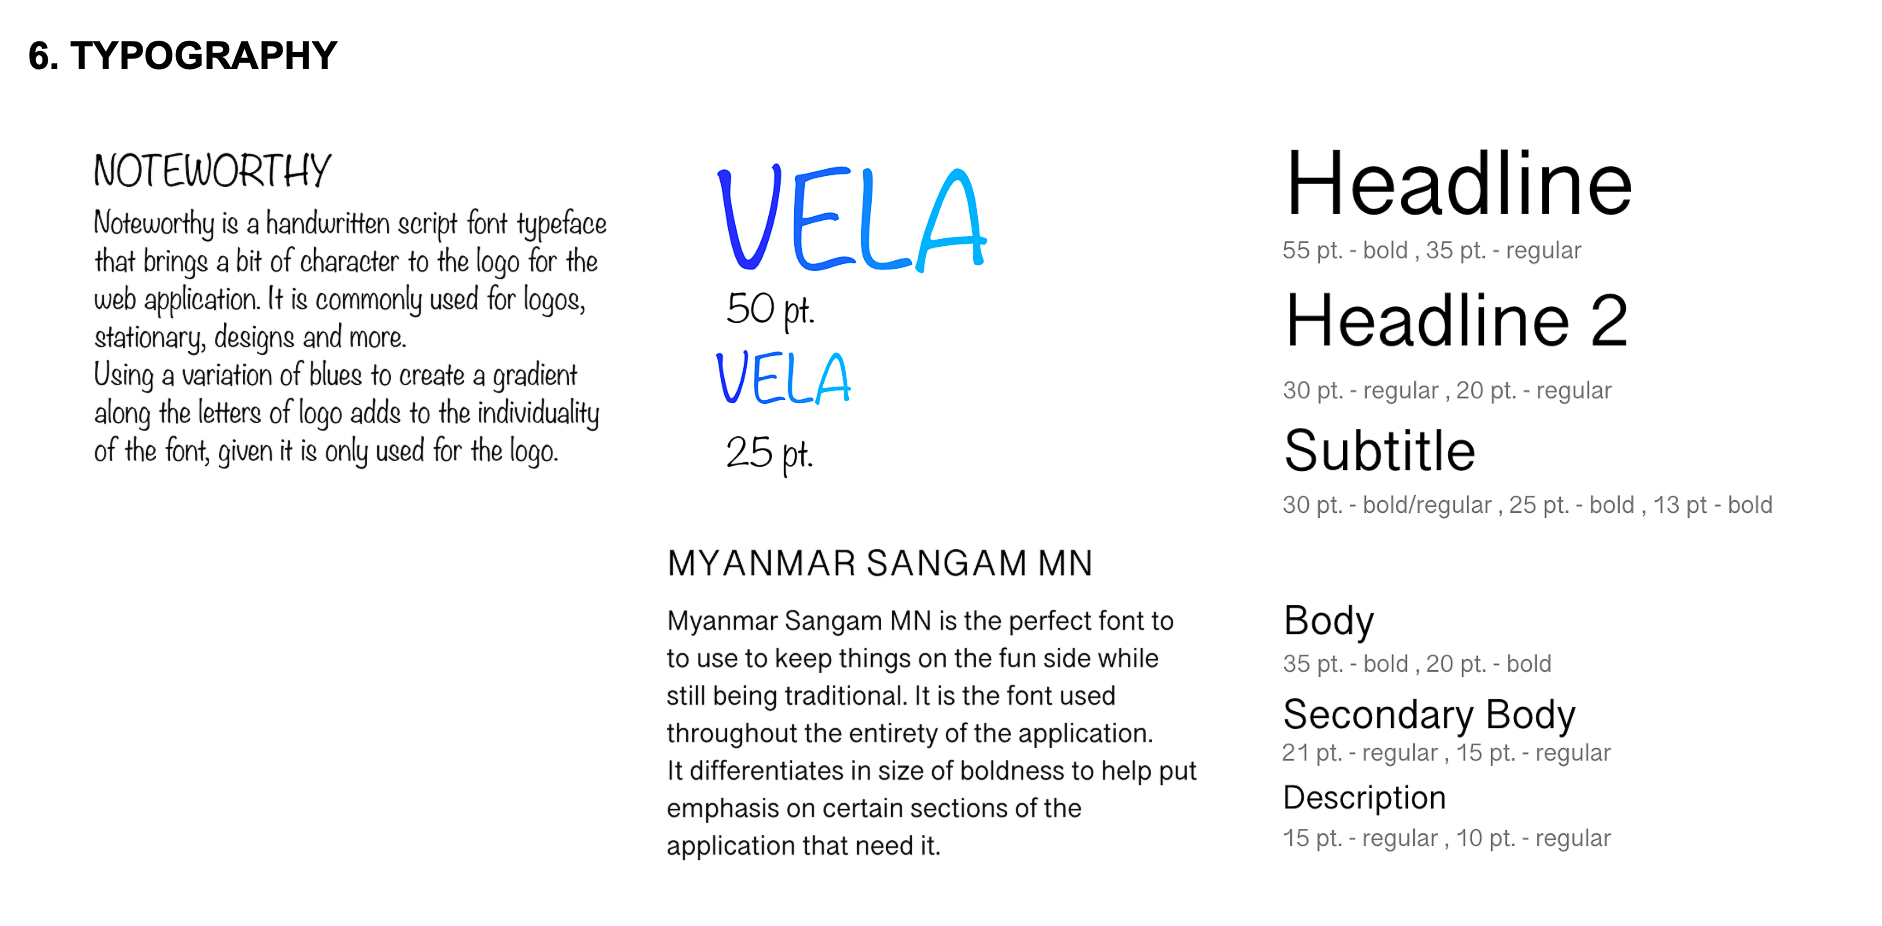 6. TYPOGRAPHY
NOTEWORTHY
Noteworthy is a handwritten script font typeface
that brings a bit of character to the logo for the
web application. It is commonly used for logos,
stationary, designs and more.
Using a variation of blues to create a gradient
along the letters of logo adds to the individuality
of the font, given it is only used for the logo.
VELA
50 pt.
VELA
25 pt.
MYANMAR SANGAM MN
Myanmar Sangam MN is the perfect font to
to use to keep things on the fun side while
still being traditional. It is the font used
throughout the entirety of the application.
It differentiates in size of boldness to help put
emphasis on certain sections of the
application that need it.
Headline
55 pt. - bold , 35 pt. - regular
Headline 2
30 pt. - regular , 20 pt. - regular
Subtitle
30 pt. - bold/regular , 25 pt. - bold , 13 pt - bold
Body
35 pt. - bold , 20 pt. - bold
Secondary Body
21 pt. - regular , 15 pt. - regular
Description
15 pt. - regular , 10 pt. - regular